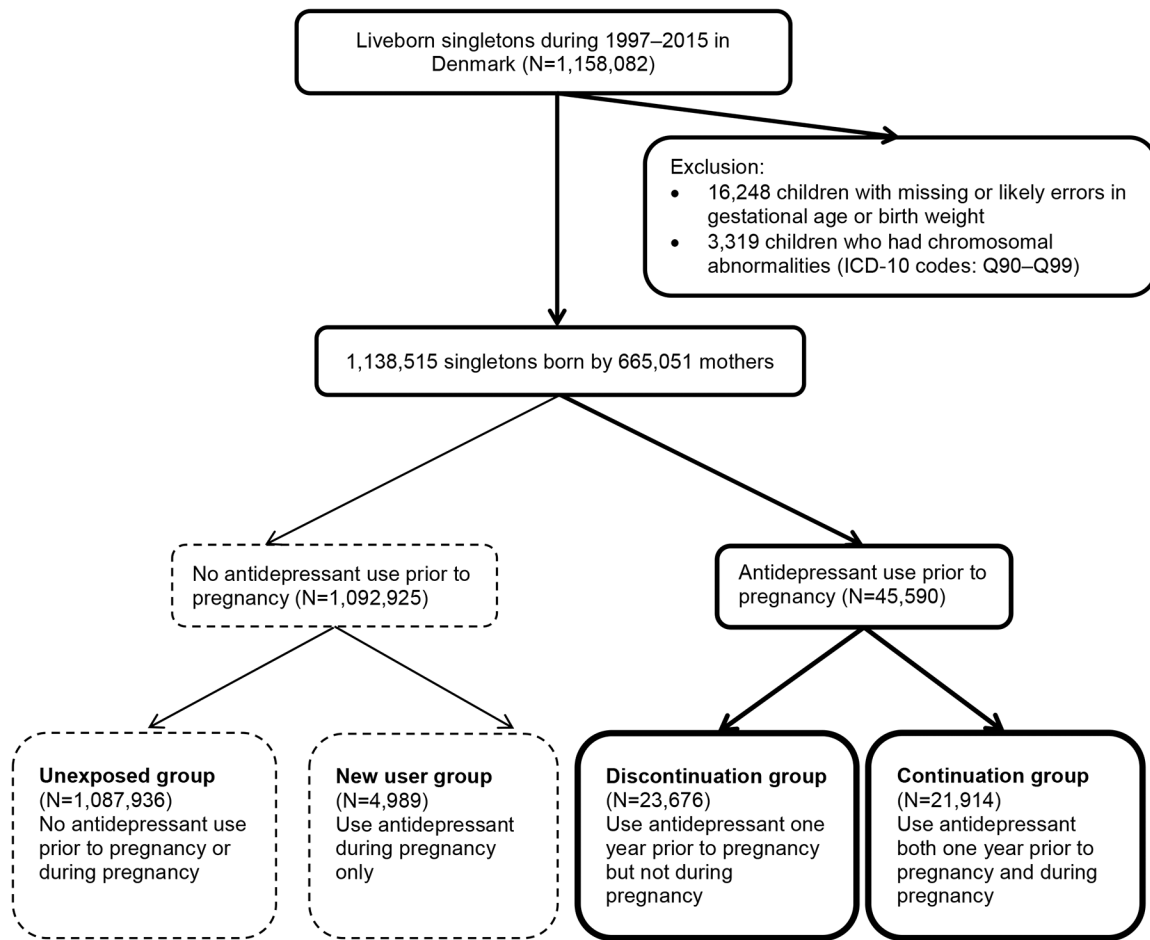 Liveborn singletons during 1997–2015 in
Denmark (N=1,158,082)
Exclusion:
• 16,248 children with missing or likely errors in
gestational age or birth weight
• 3,319 children who had chromosomal
abnormalities (ICD-10 codes: Q90–Q99)
1,138,515 singletons born by 665,051 mothers
No antidepressant use prior to
pregnancy (N=1,092,925)
Antidepressant use prior to
pregnancy (N=45,590)
Unexposed group
(N=1,087,936)
No antidepressant use
prior to pregnancy or
during pregnancy
New user group
(N=4,989)
Use antidepressant
during pregnancy
only
Discontinuation group
(N=23,676)
Use antidepressant one
year prior to pregnancy
but not during
pregnancy
Continuation group
(N=21,914)
Use antidepressant
both one year prior to
pregnancy and during
pregnancy